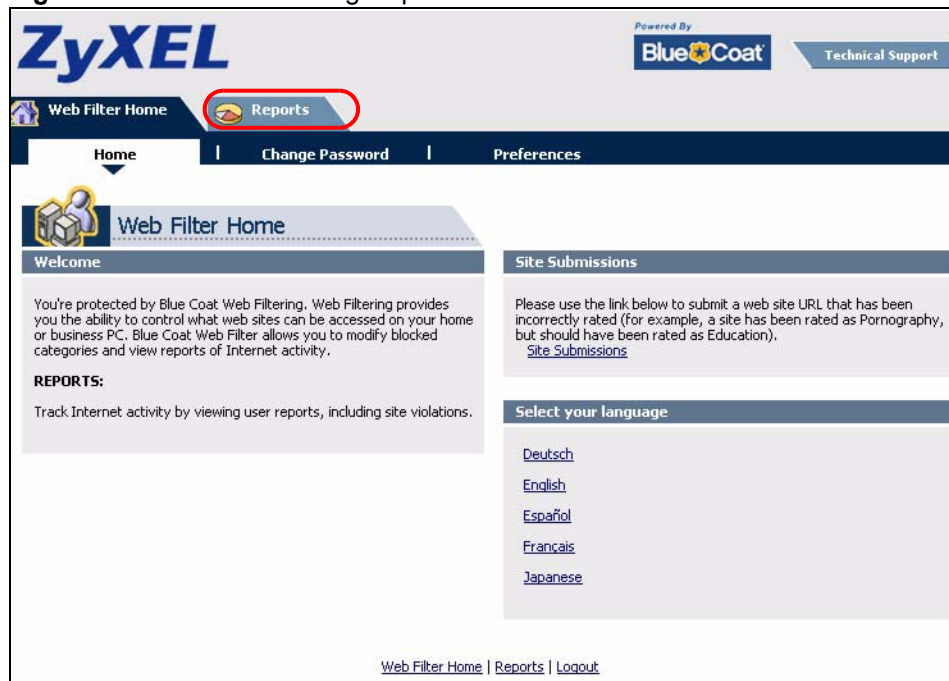 ZyXEL
Powered By
Blue Coat
Technical Support
Web Filter Home
Reports
Home | Change Password | Preferences
Web Filter Home
Welcome
You're protected by Blue Coat Web Filtering. Web Filtering provides
you the ability to control what web sites can be accessed on your home
or business PC. Blue Coat Web Filter allows you to modify blocked
categories and view reports of Internet activity.
REPORTS:
Track Internet activity by viewing user reports, including site violations.
Site Submissions
Please use the link below to submit a web site URL that has been
incorrectly rated (for example, a site has been rated as Pornography,
but should have been rated as Education).
Site Submissions
Select your language
Deutsch
English
Español
Français
Japanese
Web Filter Home | Reports | Logout